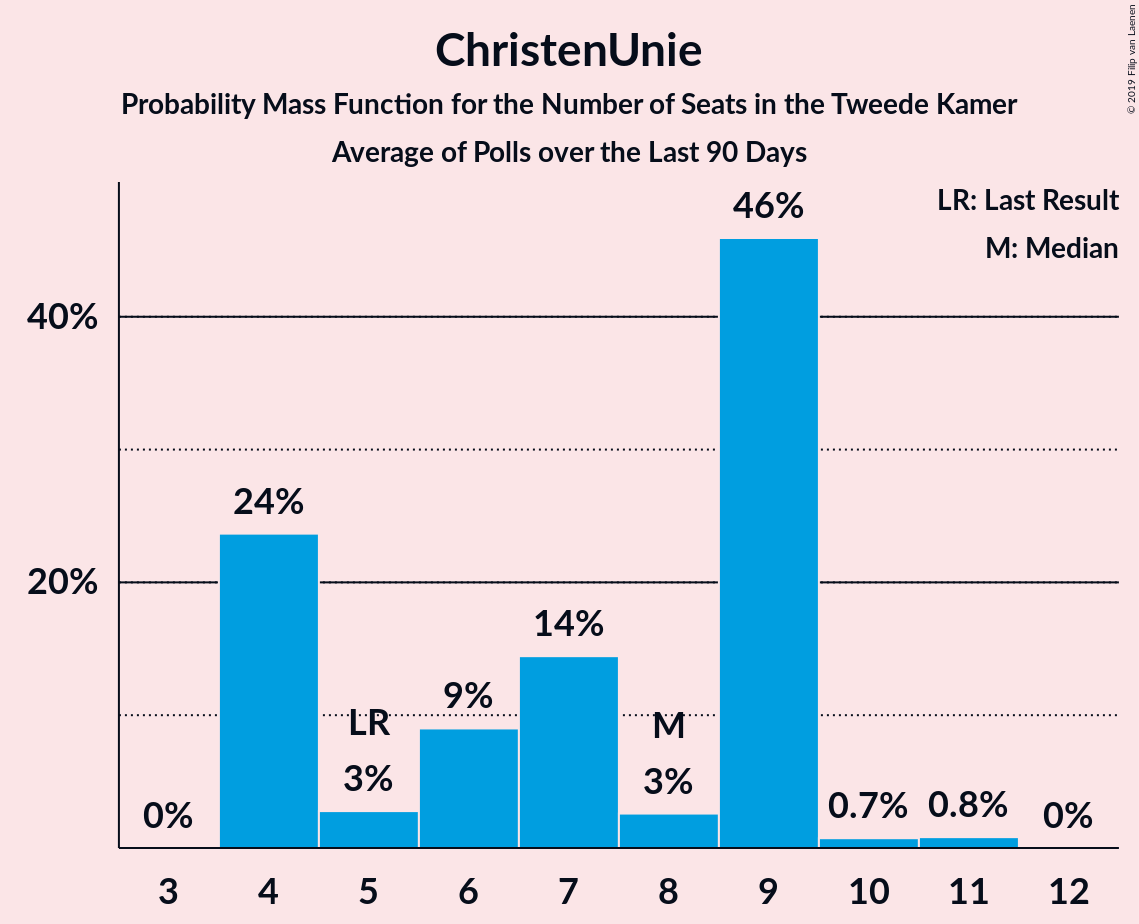 ChristenUnie
Probability Mass Function for the Number of Seats in the Tweede Kamer
Average of Polls over the Last 90 Days
© 2019 Filip van Laenen
LR: Last Result
M: Median
40%
20%
0%
24%
LR
3%
9%
14%
M
3%
46%
0.7%
0.8%
0%
3 4 5 6 7 8 9 10 11 12